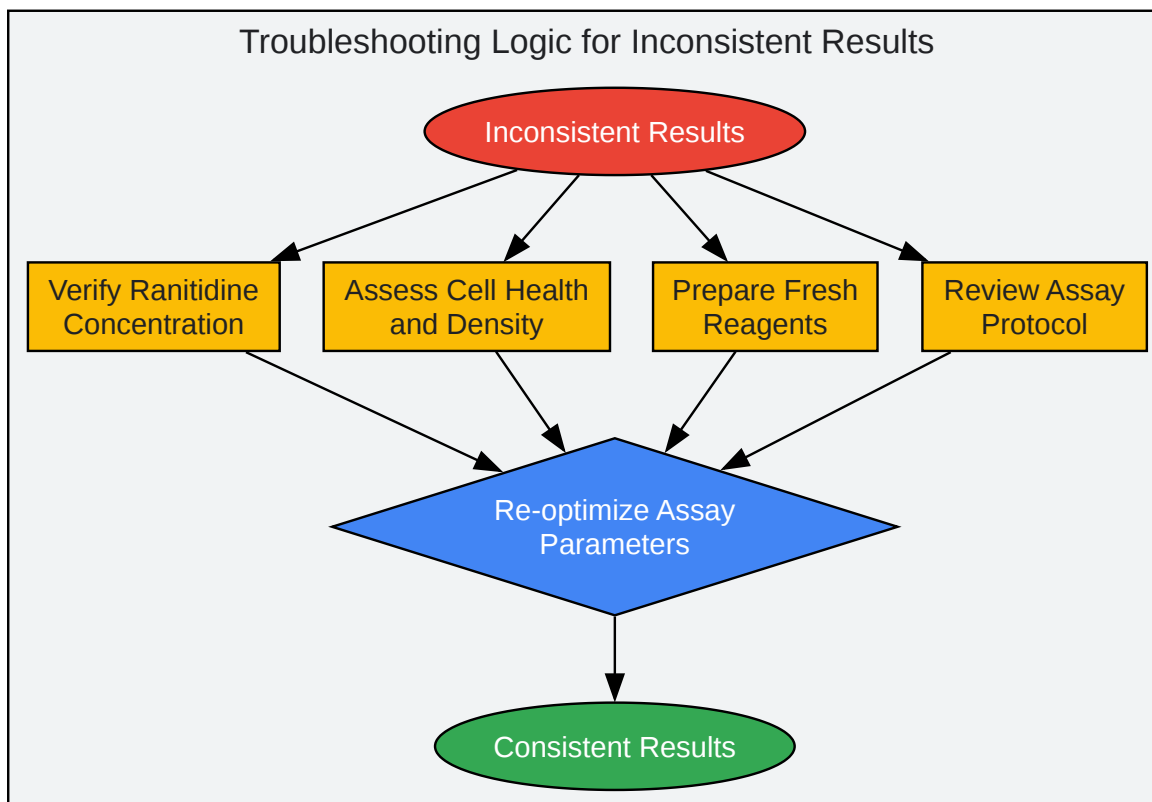 Troubleshooting Logic for Inconsistent Results
Inconsistent Results
Verify Ranitidine
Concentration
Assess Cell Health
and Density
Prepare Fresh
Reagents
Review Assay
Protocol
Re-optimize Assay
Parameters
Consistent Results